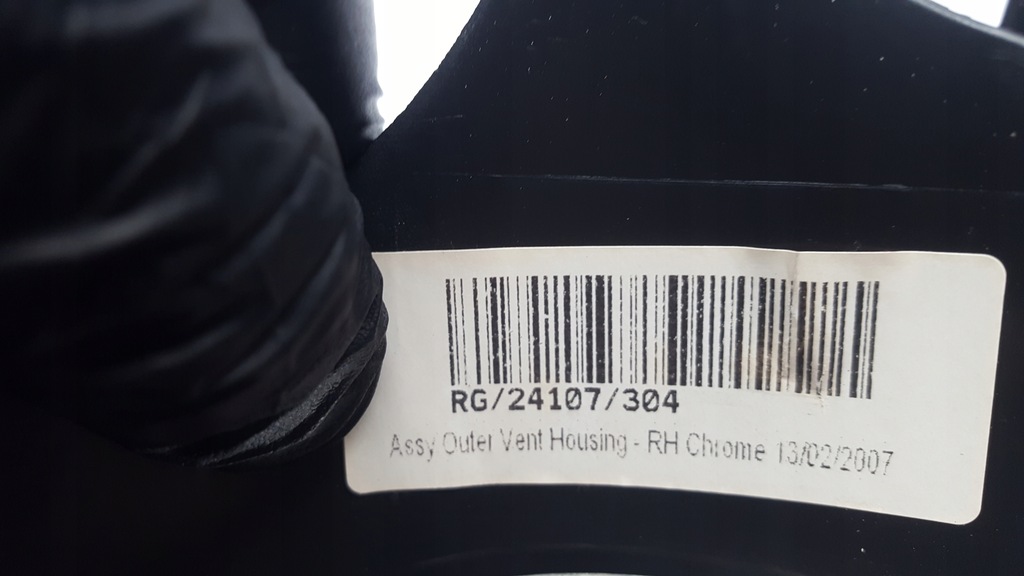 RG/24107/304
Assy Outer Vent Housing - RH Chrome 13/02/2007